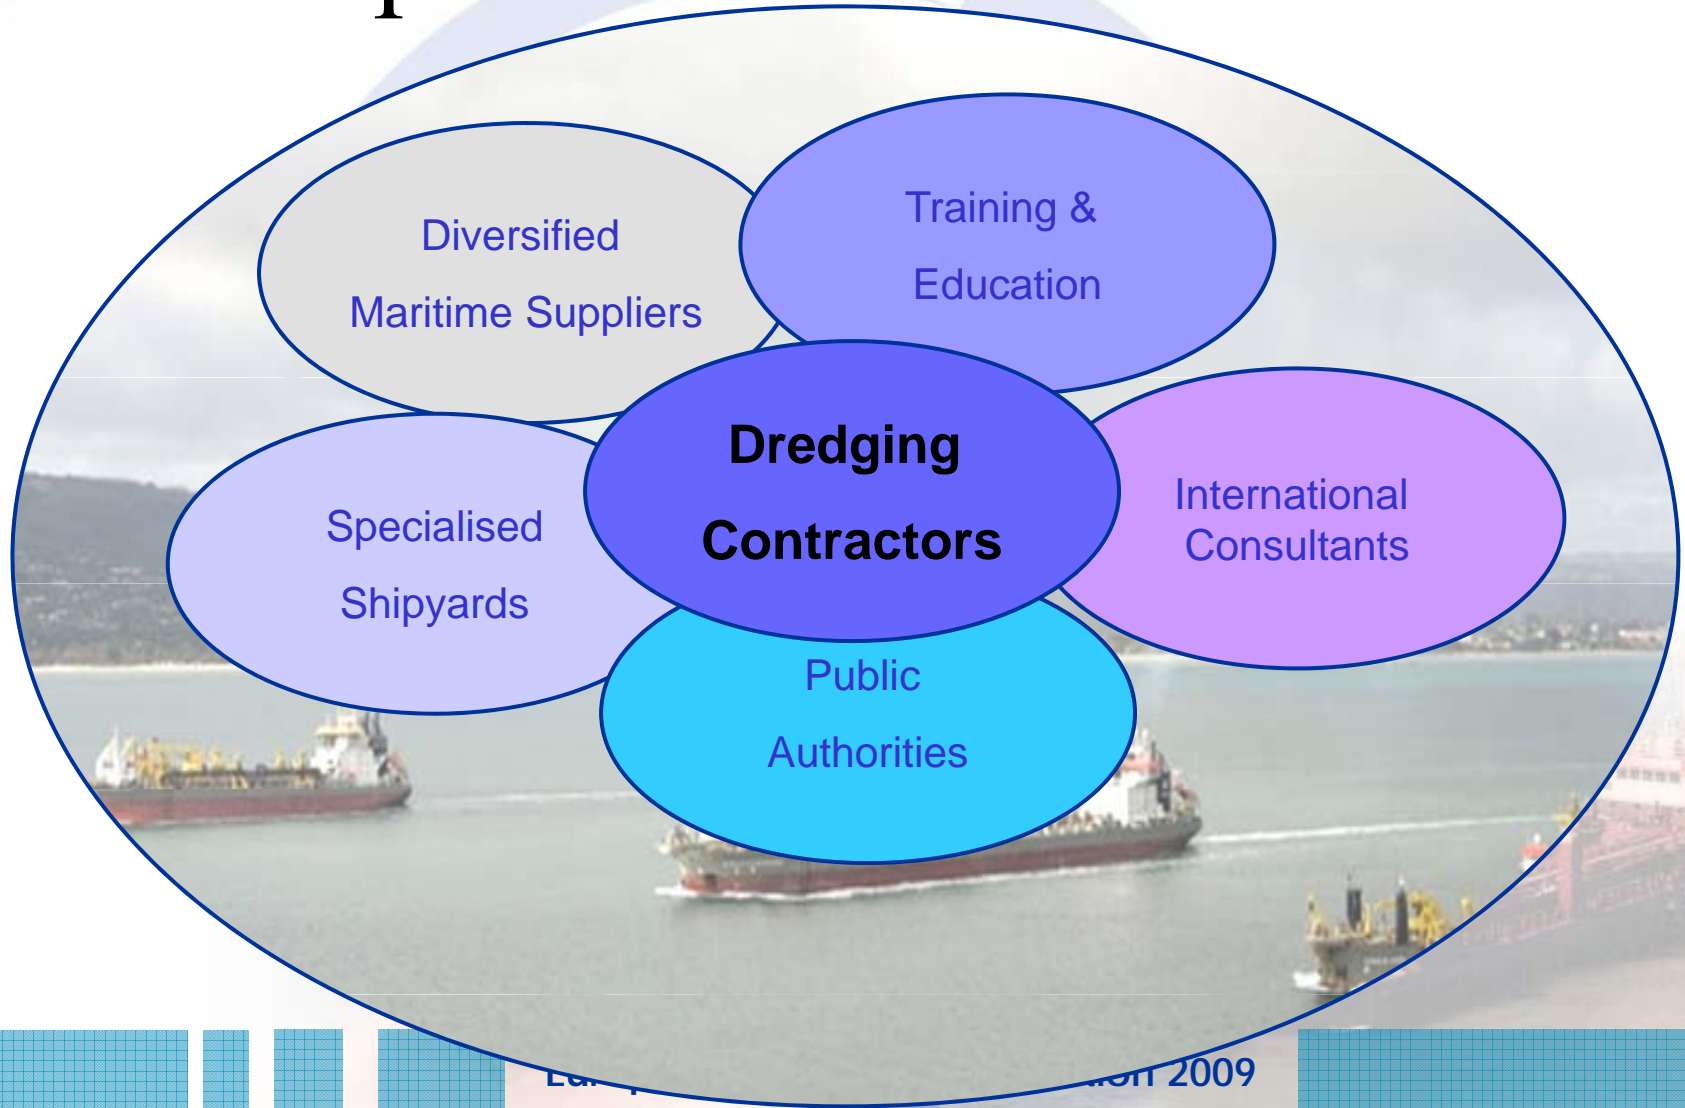 Diversified
Maritime Suppliers
Training &
Education
Dredging
Contractors
International
Consultants
Specialised
Shipyards
Public
Authorities
2009